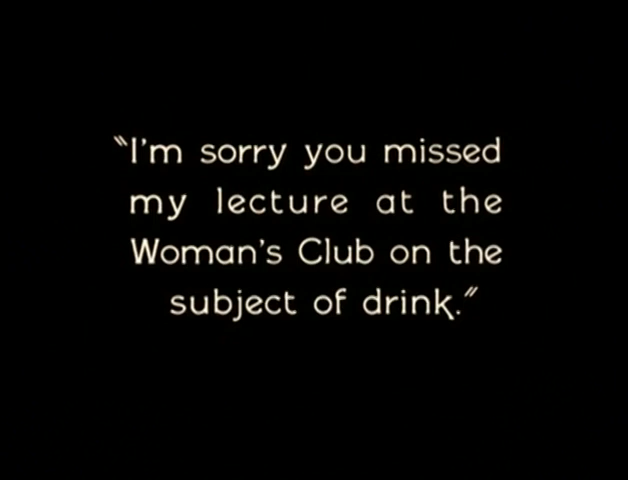 "I'm sorry you missed
my lecture at the
Woman's Club on the
subject of drink."